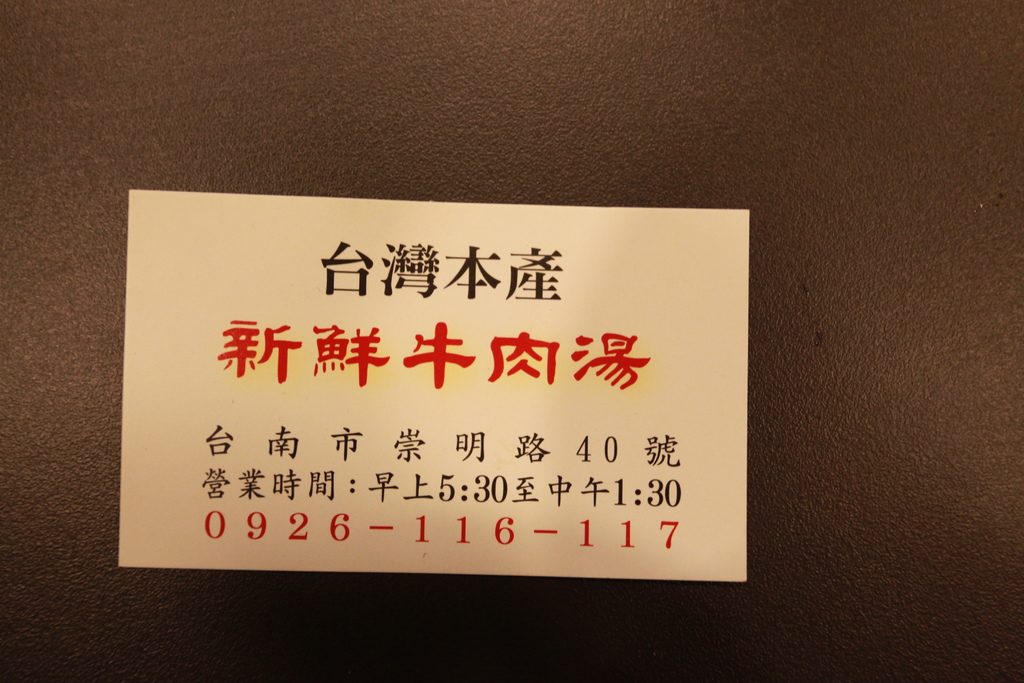 台灣本產
新鮮牛肉湯
台南市崇明路40號
營業時間：早上5:30至中午1:30
0926-116-117